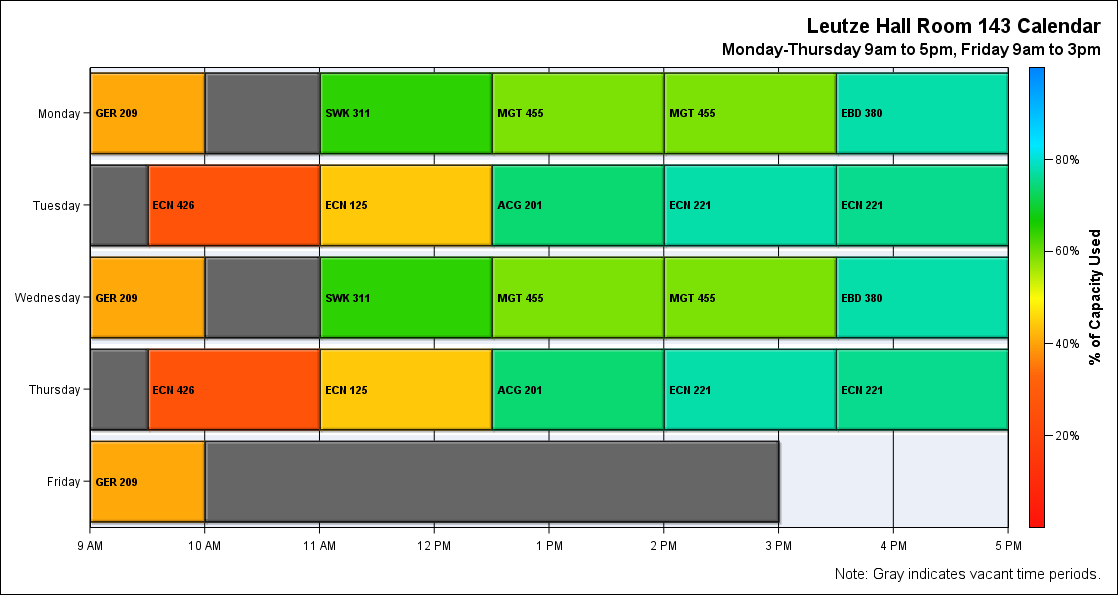 Leutze Hall Room 143 Calendar
Monday-Thursday 9am to 5pm, Friday 9am to 3pm
Monday GER 209 SWK 311 MGT 455 MGT 455 EBD 380
80%
Tuesday ECN 426 ECN 125 ACG 201 ECN 221 ECN 221
60%
% of Capacity Used
Wednesday GER 209 SWK 311 MGT 455 MGT 455 EBD 380
40%
Thursday ECN 426 ECN 125 ACG 201 ECN 221 ECN 221
20%
Friday GER 209
9 AM 10 AM 11 AM 12 PM 1 PM 2 PM 3 PM 4 PM 5 PM
Note: Gray indicates vacant time periods.